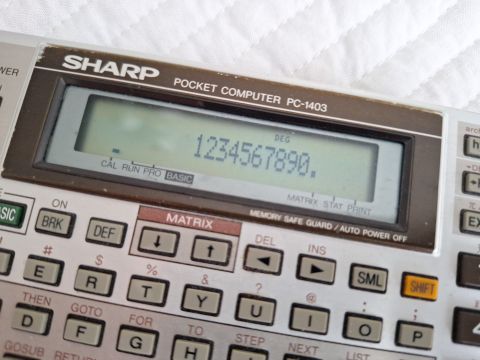 SHARP
POCKET COMPUTER PC-1403
DEG
1234567890.
CAL RUN PRO BASIC
MATRIX STAT PRINT
MEMORY SAFE GUARD / AUTO POWER OFF
ON
MATRIX
BRK DEF ↓ ↑
DEL INS
◄ ► SML SHIFT
# $ % & " ? @ : ;
E R T Y U I O P
THEN GOTO FOR TO STEP NEXT LIST
D F G H J K
GOSUB